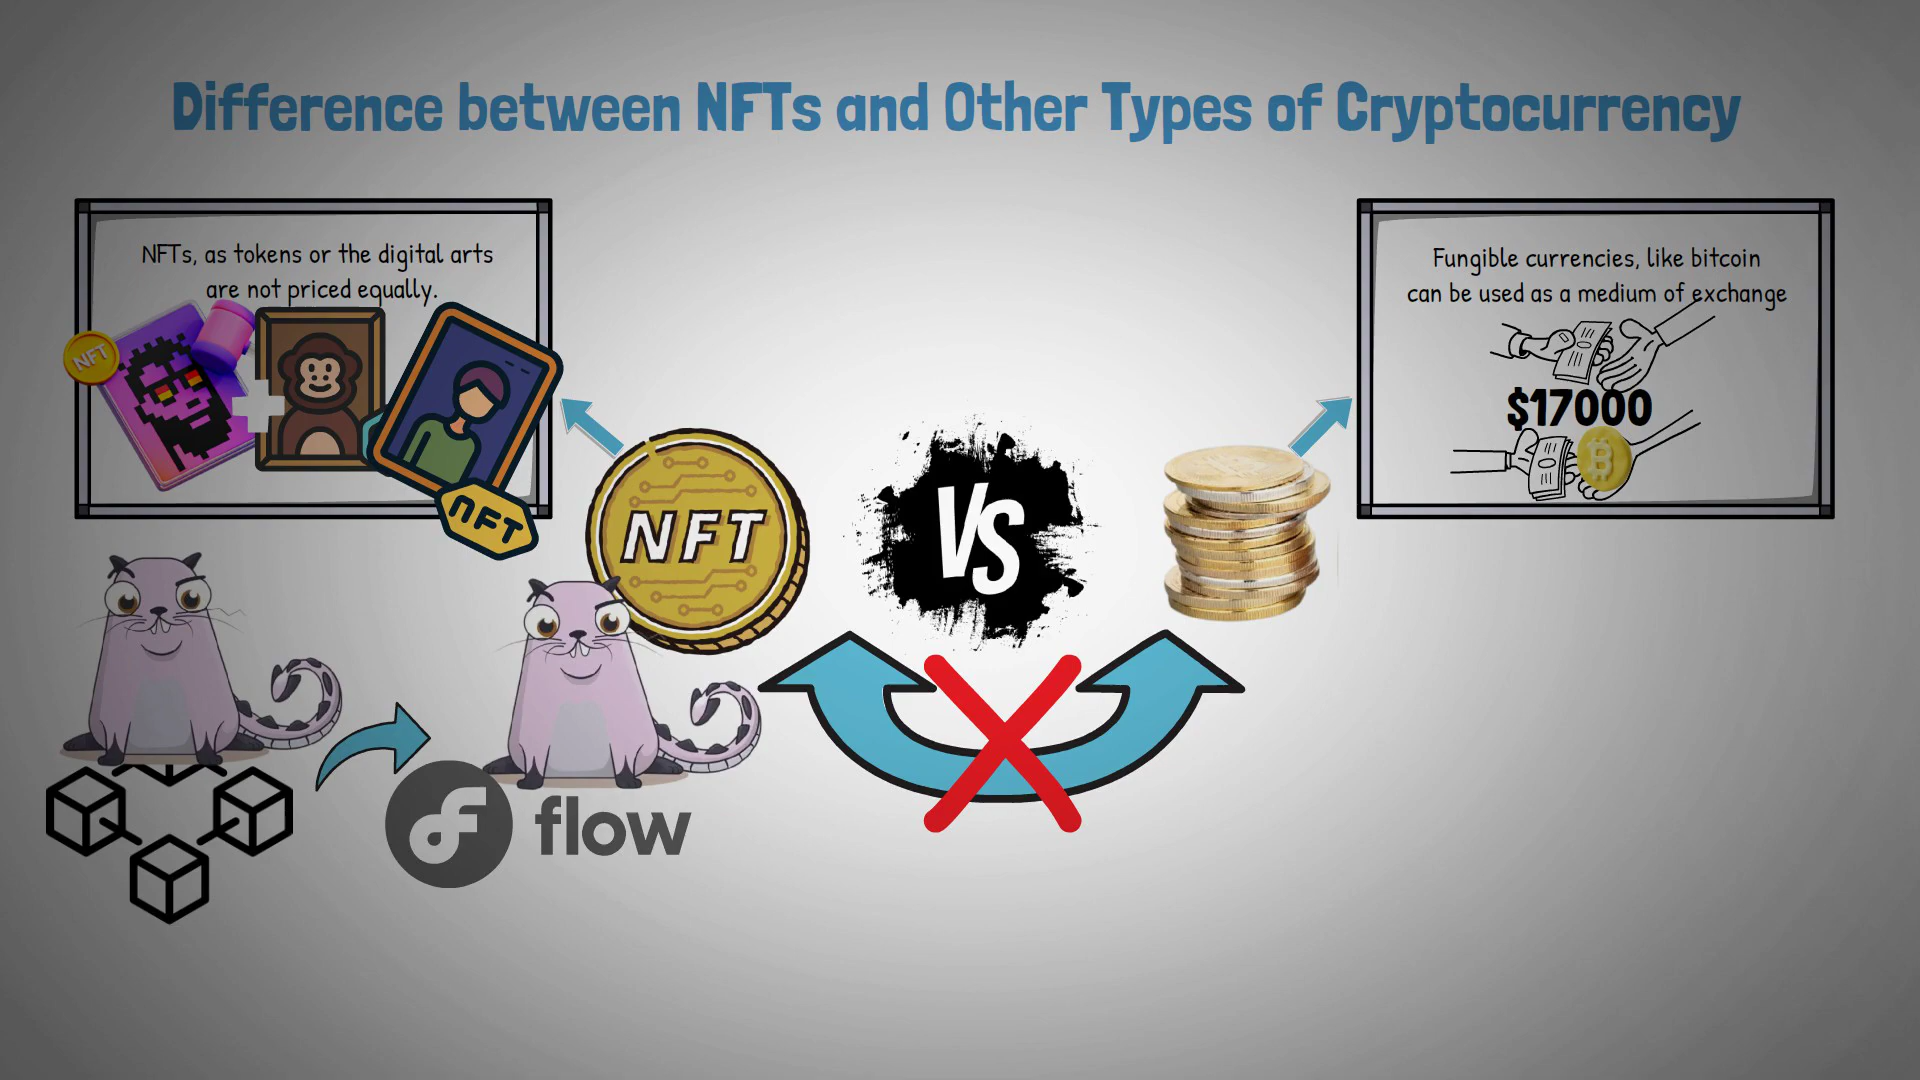 Difference between NFTs and Other Types of Cryptocurrency
NFTs, as tokens or the digital arts
are not priced equally.
NFT
NFT
NFT
VS
Fungible currencies, like bitcoin
can be used as a medium of exchange
$17000
B
flow